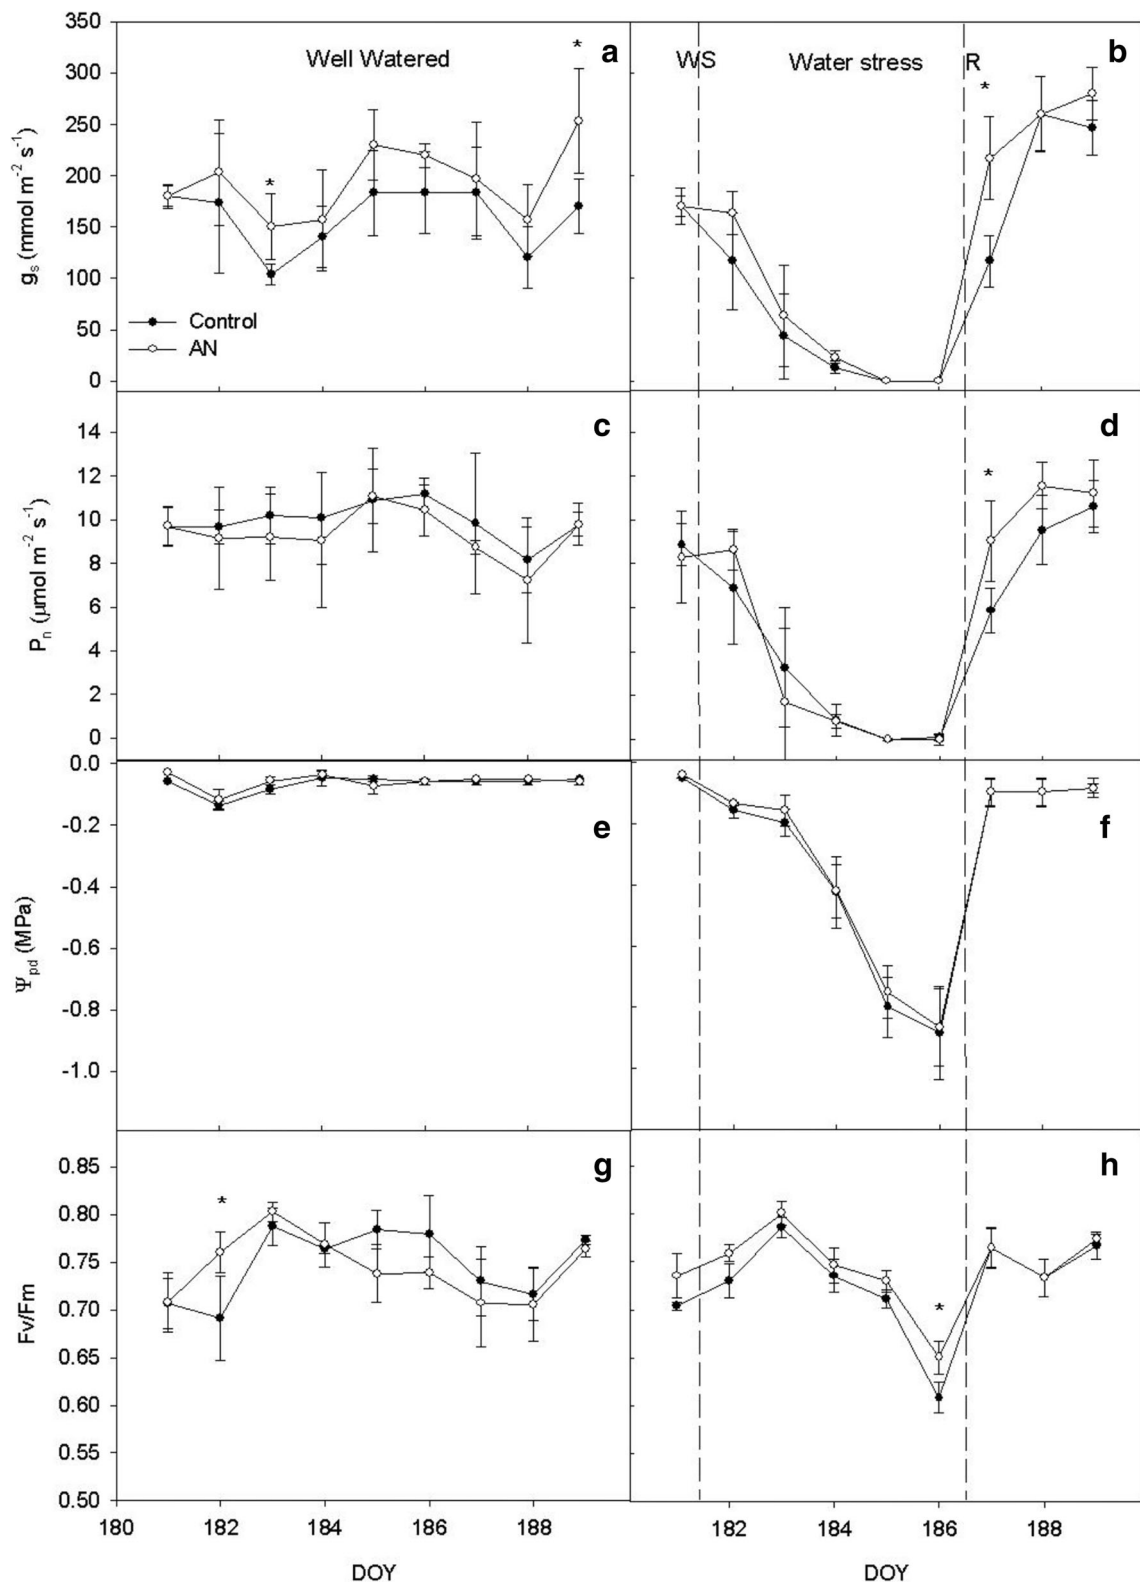 350
300
250
200
150
100
50
0
gs (mmol m-2 s-1)
Well Watered
*
a
*
Control
AN
WS
Water stress
R
b
*
14
12
10
8
6
4
2
0
Pn (μmol m-2 s-1)
c
d
*
0.0
-0.2
-0.4
-0.6
-0.8
-1.0
Ψpd (MPa)
e
f
0.85
0.80
0.75
0.70
0.65
0.60
0.55
0.50
Fv/Fm
g
*
h
*
180 182 184 186 188
182 184 186 188
DOY
DOY